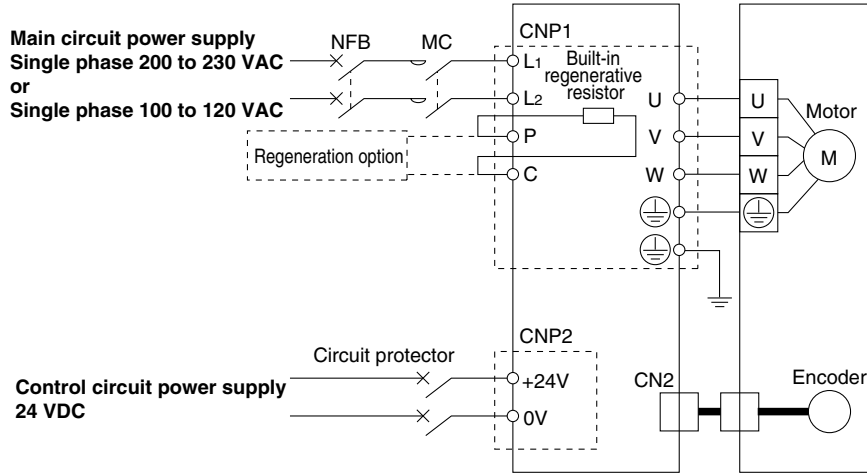 Main circuit power supply
Single phase 200 to 230 VAC
or
Single phase 100 to 120 VAC
NFB
MC
CNP1
L1
L2
P
C
Built-in
regenerative
resistor
Regeneration option
U
V
W
U
V
W
Motor
M
CNP2
Circuit protector
Control circuit power supply
24 VDC
+24V
0V
CN2
Encoder